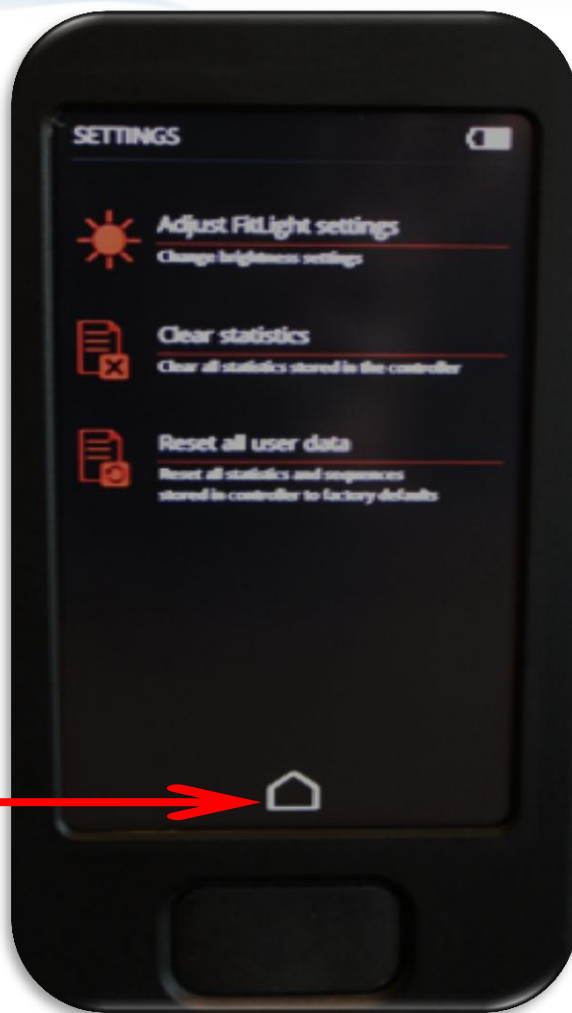 SETTINGS
Adjust FitLight settings
Change brightness settings
Clear statistics
Clear all statistics stored in the controller
Reset all user data
Reset all statistics and sequences
stored in controller to factory defaults